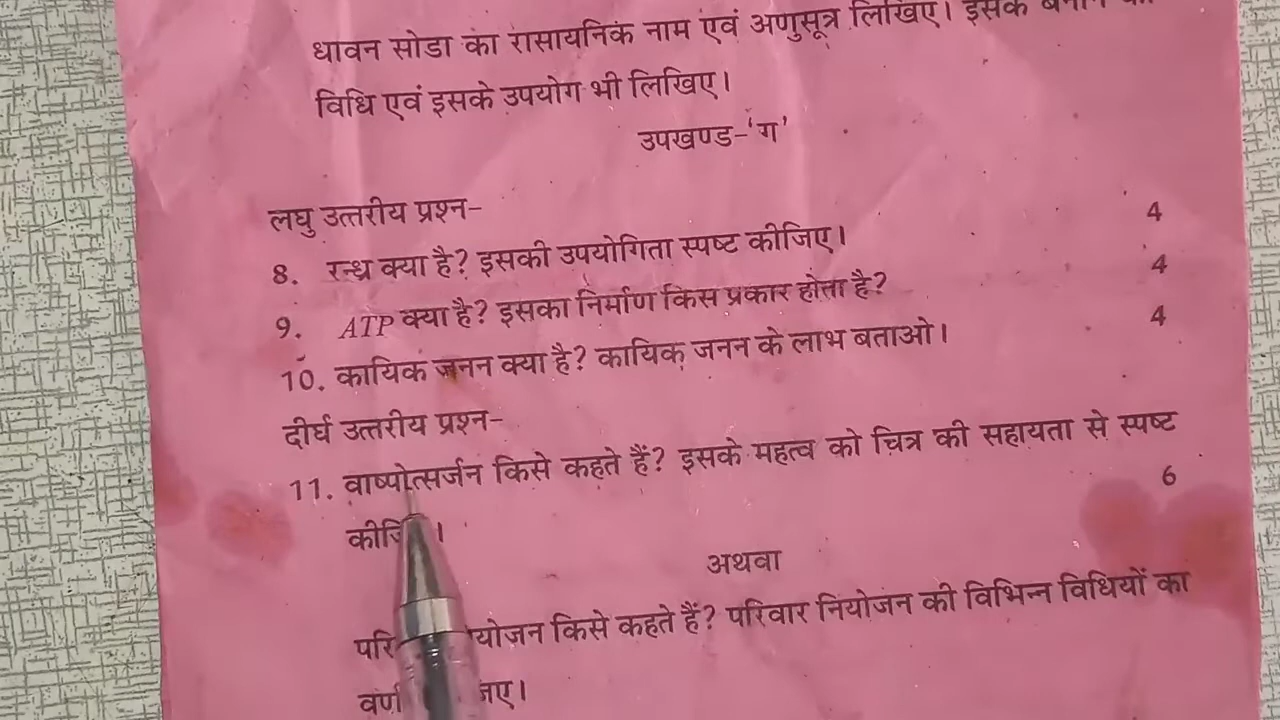 धावन सोडा का रासायनिक नाम एवं अणुसूत्र लिखिए। इसके
विधि एवं इसके उपयोग भी लिखिए।
उपखण्ड-'ग'
लघु उत्तरीय प्रश्न-
8. रन्ध्र क्या है? इसकी उपयोगिता स्पष्ट कीजिए। 4
9. ATP क्या है? इसका निर्माण किस प्रकार होता है? 4
10. कायिक जनन क्या है? कायिक जनन के लाभ बताओ। 4
दीर्घ उत्तरीय प्रश्न-
11. वाष्पोत्सर्जन किसे कहते हैं? इसके महत्व को चित्र की सहायता से स्पष्ट
6
अथवा
किसे कहते हैं? परिवार नियोजन की विभिन्न विधियों का